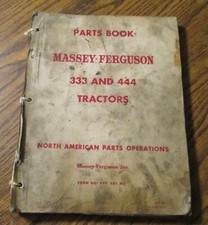 PARTS BOOK
MASSEY-FERGUSON
333 AND 444
TRACTORS
NORTH AMERICAN PARTS OPERATIONS
Massey-Ferguson Inc.